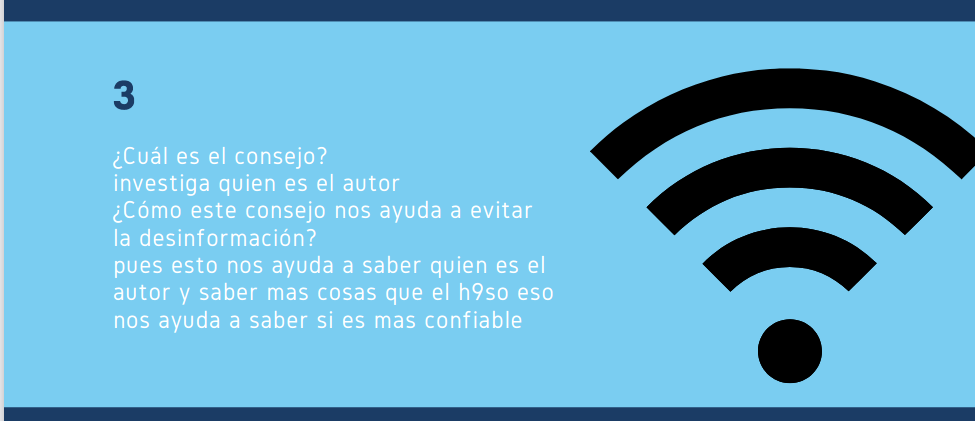 3
¿Cuál es el consejo?
investiga quien es el autor
¿Cómo este consejo nos ayuda a evitar
la desinformación?
pues esto nos ayuda a saber quien es el
autor y saber mas cosas que el h9so eso
nos ayuda a saber si es mas confiable